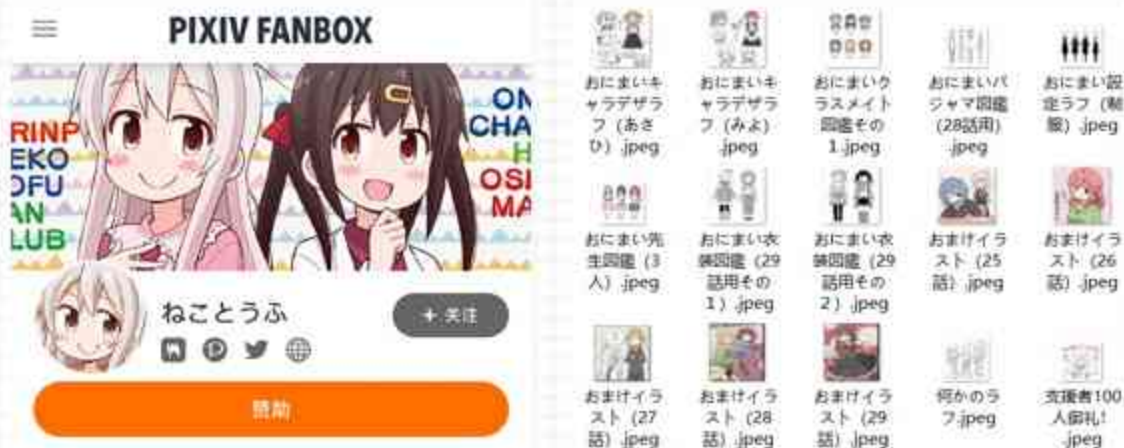 PIXIV FANBOX
RINP
EKO
OFU
AN
LUB
ON
CHA
H
OSI
MA
ねことうふ
+ 关注
赞助
おにまいキ
ャラデザラ
フ（あさ
ひ）.jpeg
おにまいキ
ャラデザラ
フ（みよ）
.jpeg
おにまいク
ラスメイト
図鑑その
1.jpeg
おにまいパ
ジャマ図鑑
(28話用)
.jpeg
おにまい設
定ラフ（制
服）.jpeg
おにまい先
生図鑑（3
人）.jpeg
おにまい衣
装図鑑（29
話用その
1）.jpeg
おにまい衣
装図鑑（29
話用その
2）.jpeg
おまけイラ
スト（25
話）.jpeg
おまけイラ
スト（26
話）.jpeg
おまけイラ
スト（27
話）.jpeg
おまけイラ
スト（28
話）.jpeg
おまけイラ
スト（29
話）.jpeg
何かのラ
フ.jpeg
支援者100
人御礼！
.jpeg